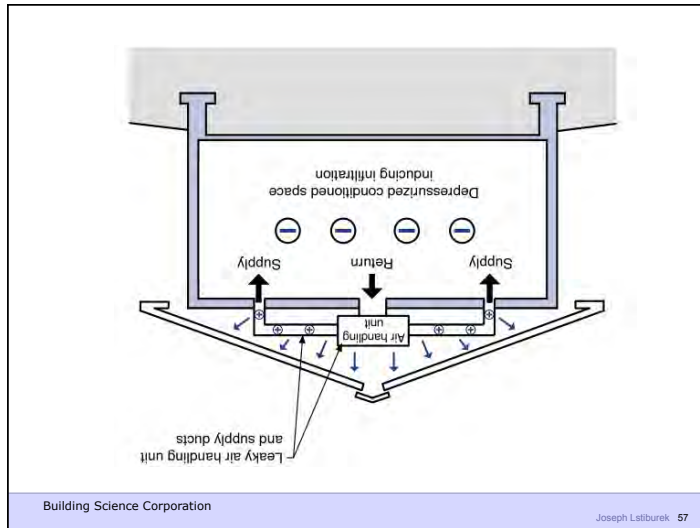 Leaky air handling unit
and supply ducts
Air handling
unit
Supply
Return
Supply
Depressurized conditioned space
inducing infiltration
Building Science Corporation
Joseph Lstiburek 57